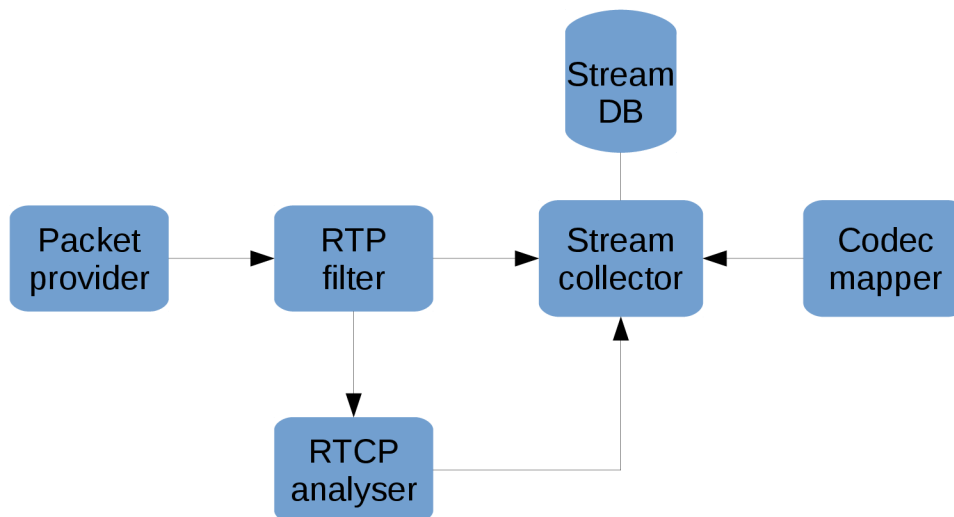 Stream
DB
Packet
provider
RTP
filter
Stream
collector
Codec
mapper
RTCP
analyser